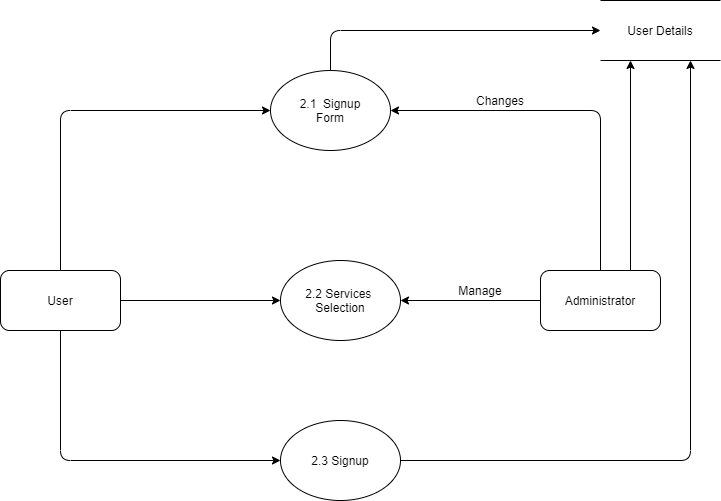 User Details
2.1  Signup
Form
Changes
User
2.2 Services
Selection
Manage
Administrator
2.3 Signup